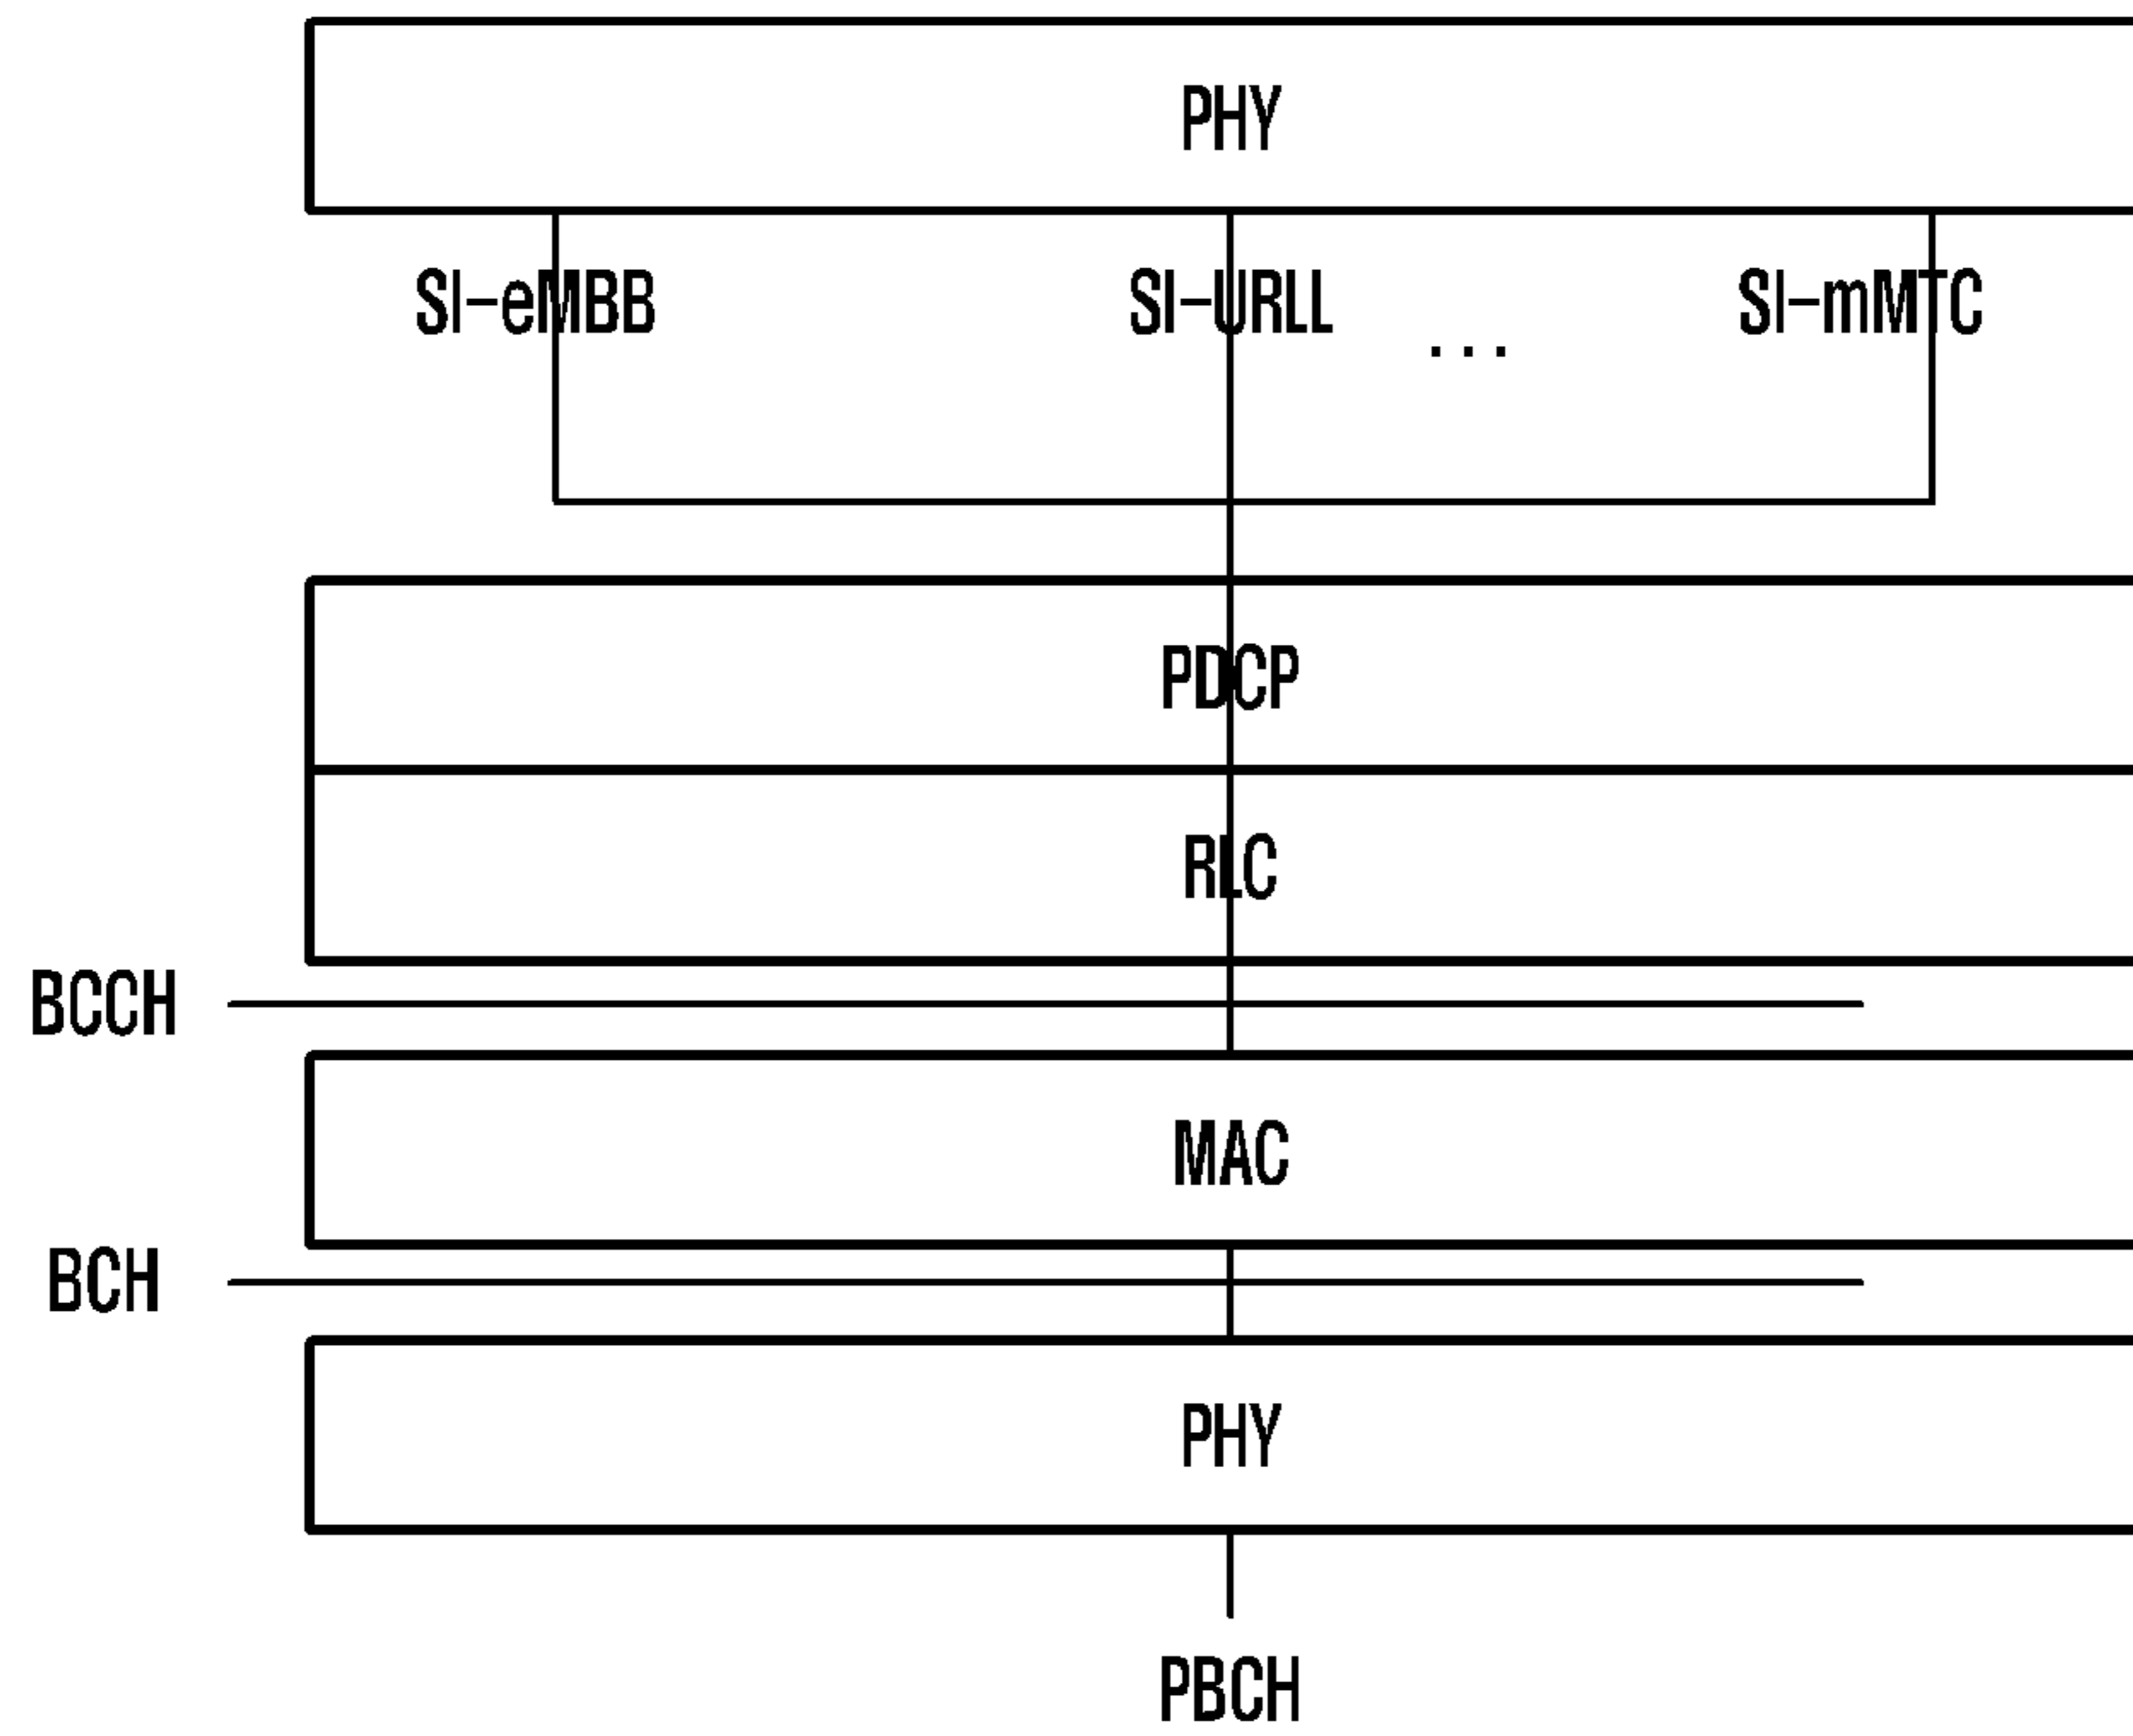 PHY
SI-eMBB SI-URLL ... SI-mMTC
PDCP
RLC
BCCH
MAC
BCH
PHY
PBCH